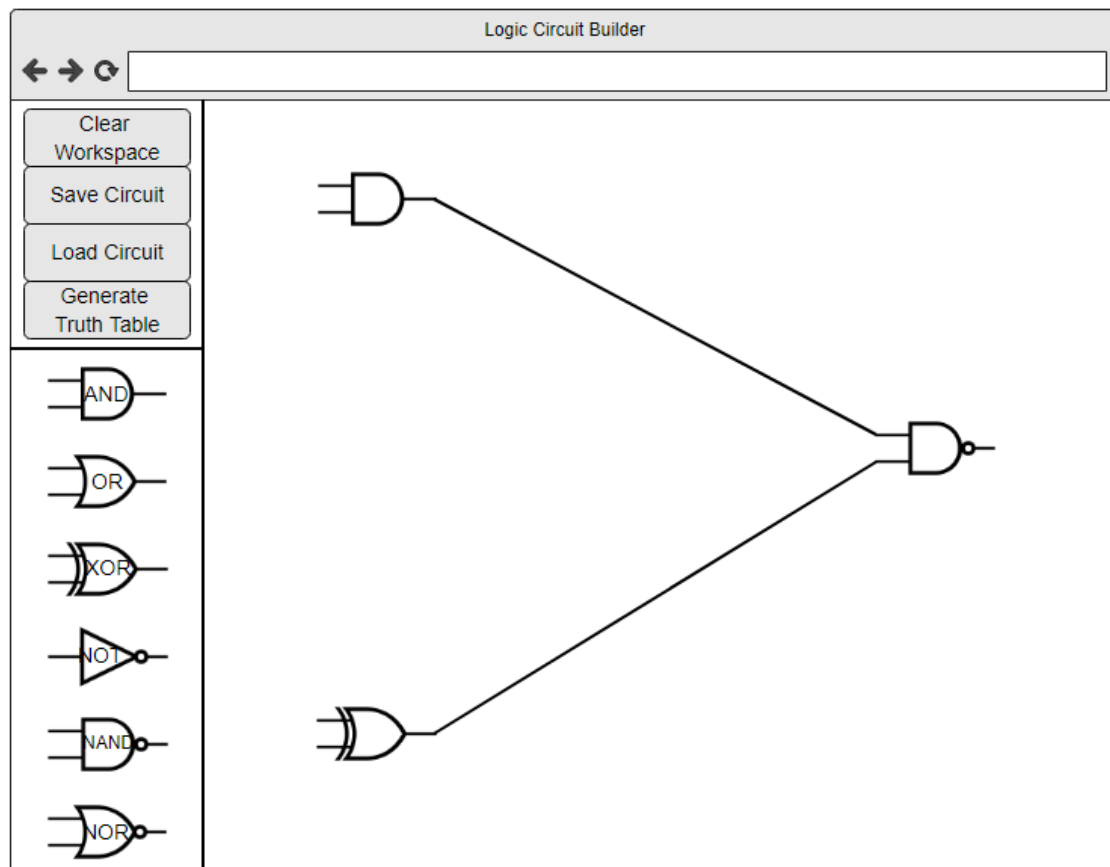 Logic Circuit Builder
Clear
Workspace
Save Circuit
Load Circuit
Generate
Truth Table
AND
OR
XOR
NOT
NAND
NOR